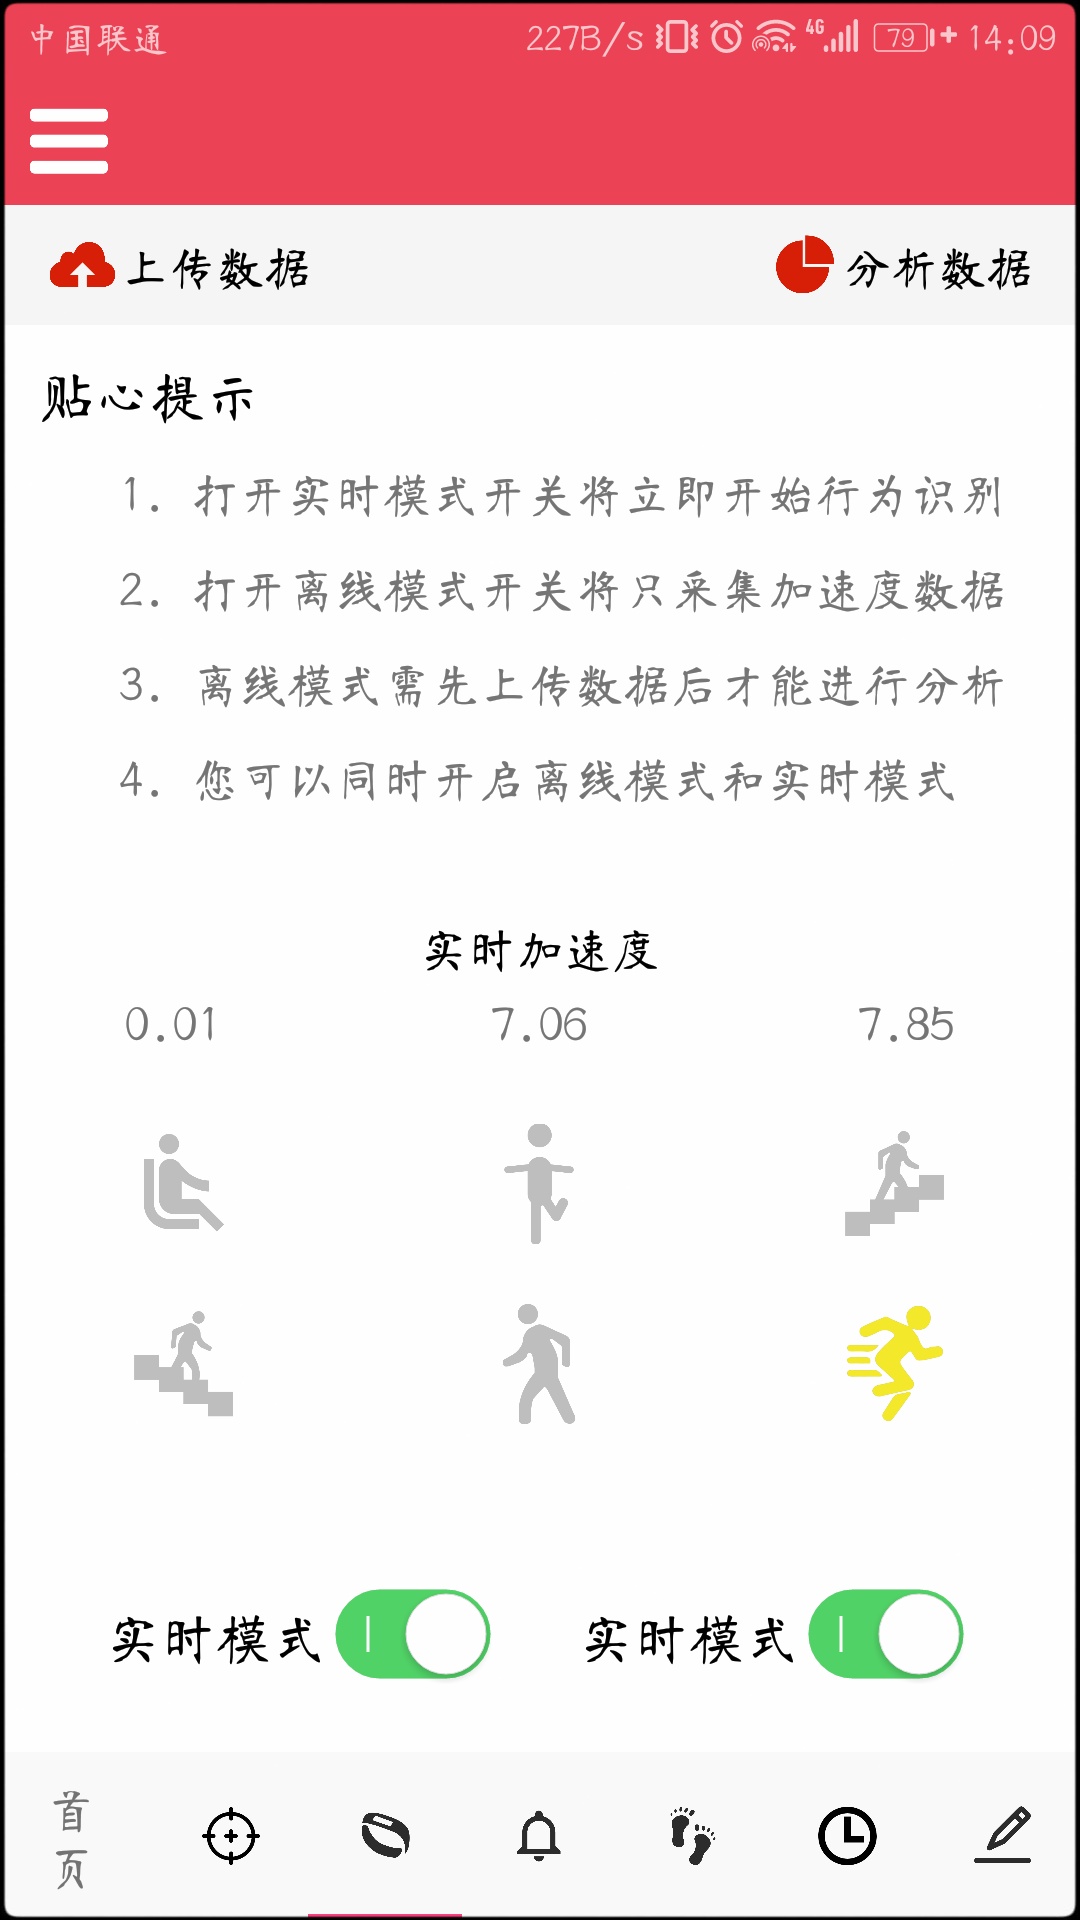 中国联通 227B/s 4G 79 14:09
上传数据 分析数据
贴心提示
1. 打开实时模式开关将立即开始行为识别
2. 打开离线模式开关将只采集加速度数据
3. 离线模式需先上传数据后才能进行分析
4. 您可以同时开启离线模式和实时模式
实时加速度
0.01 7.06 7.85
实时模式 实时模式
首
页